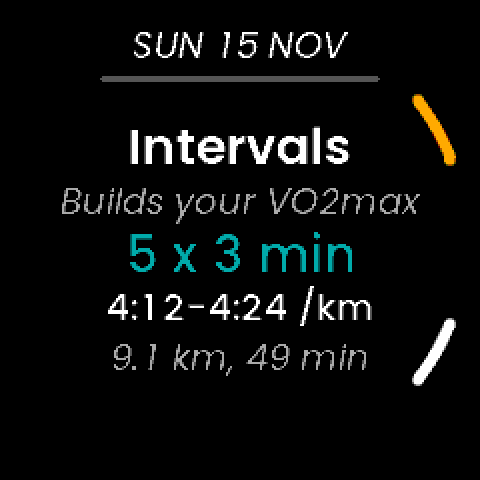 SUN 15 NOV
Intervals
Builds your VO2max
5 x 3 min
4:12-4:24 /km
9.1 km, 49 min